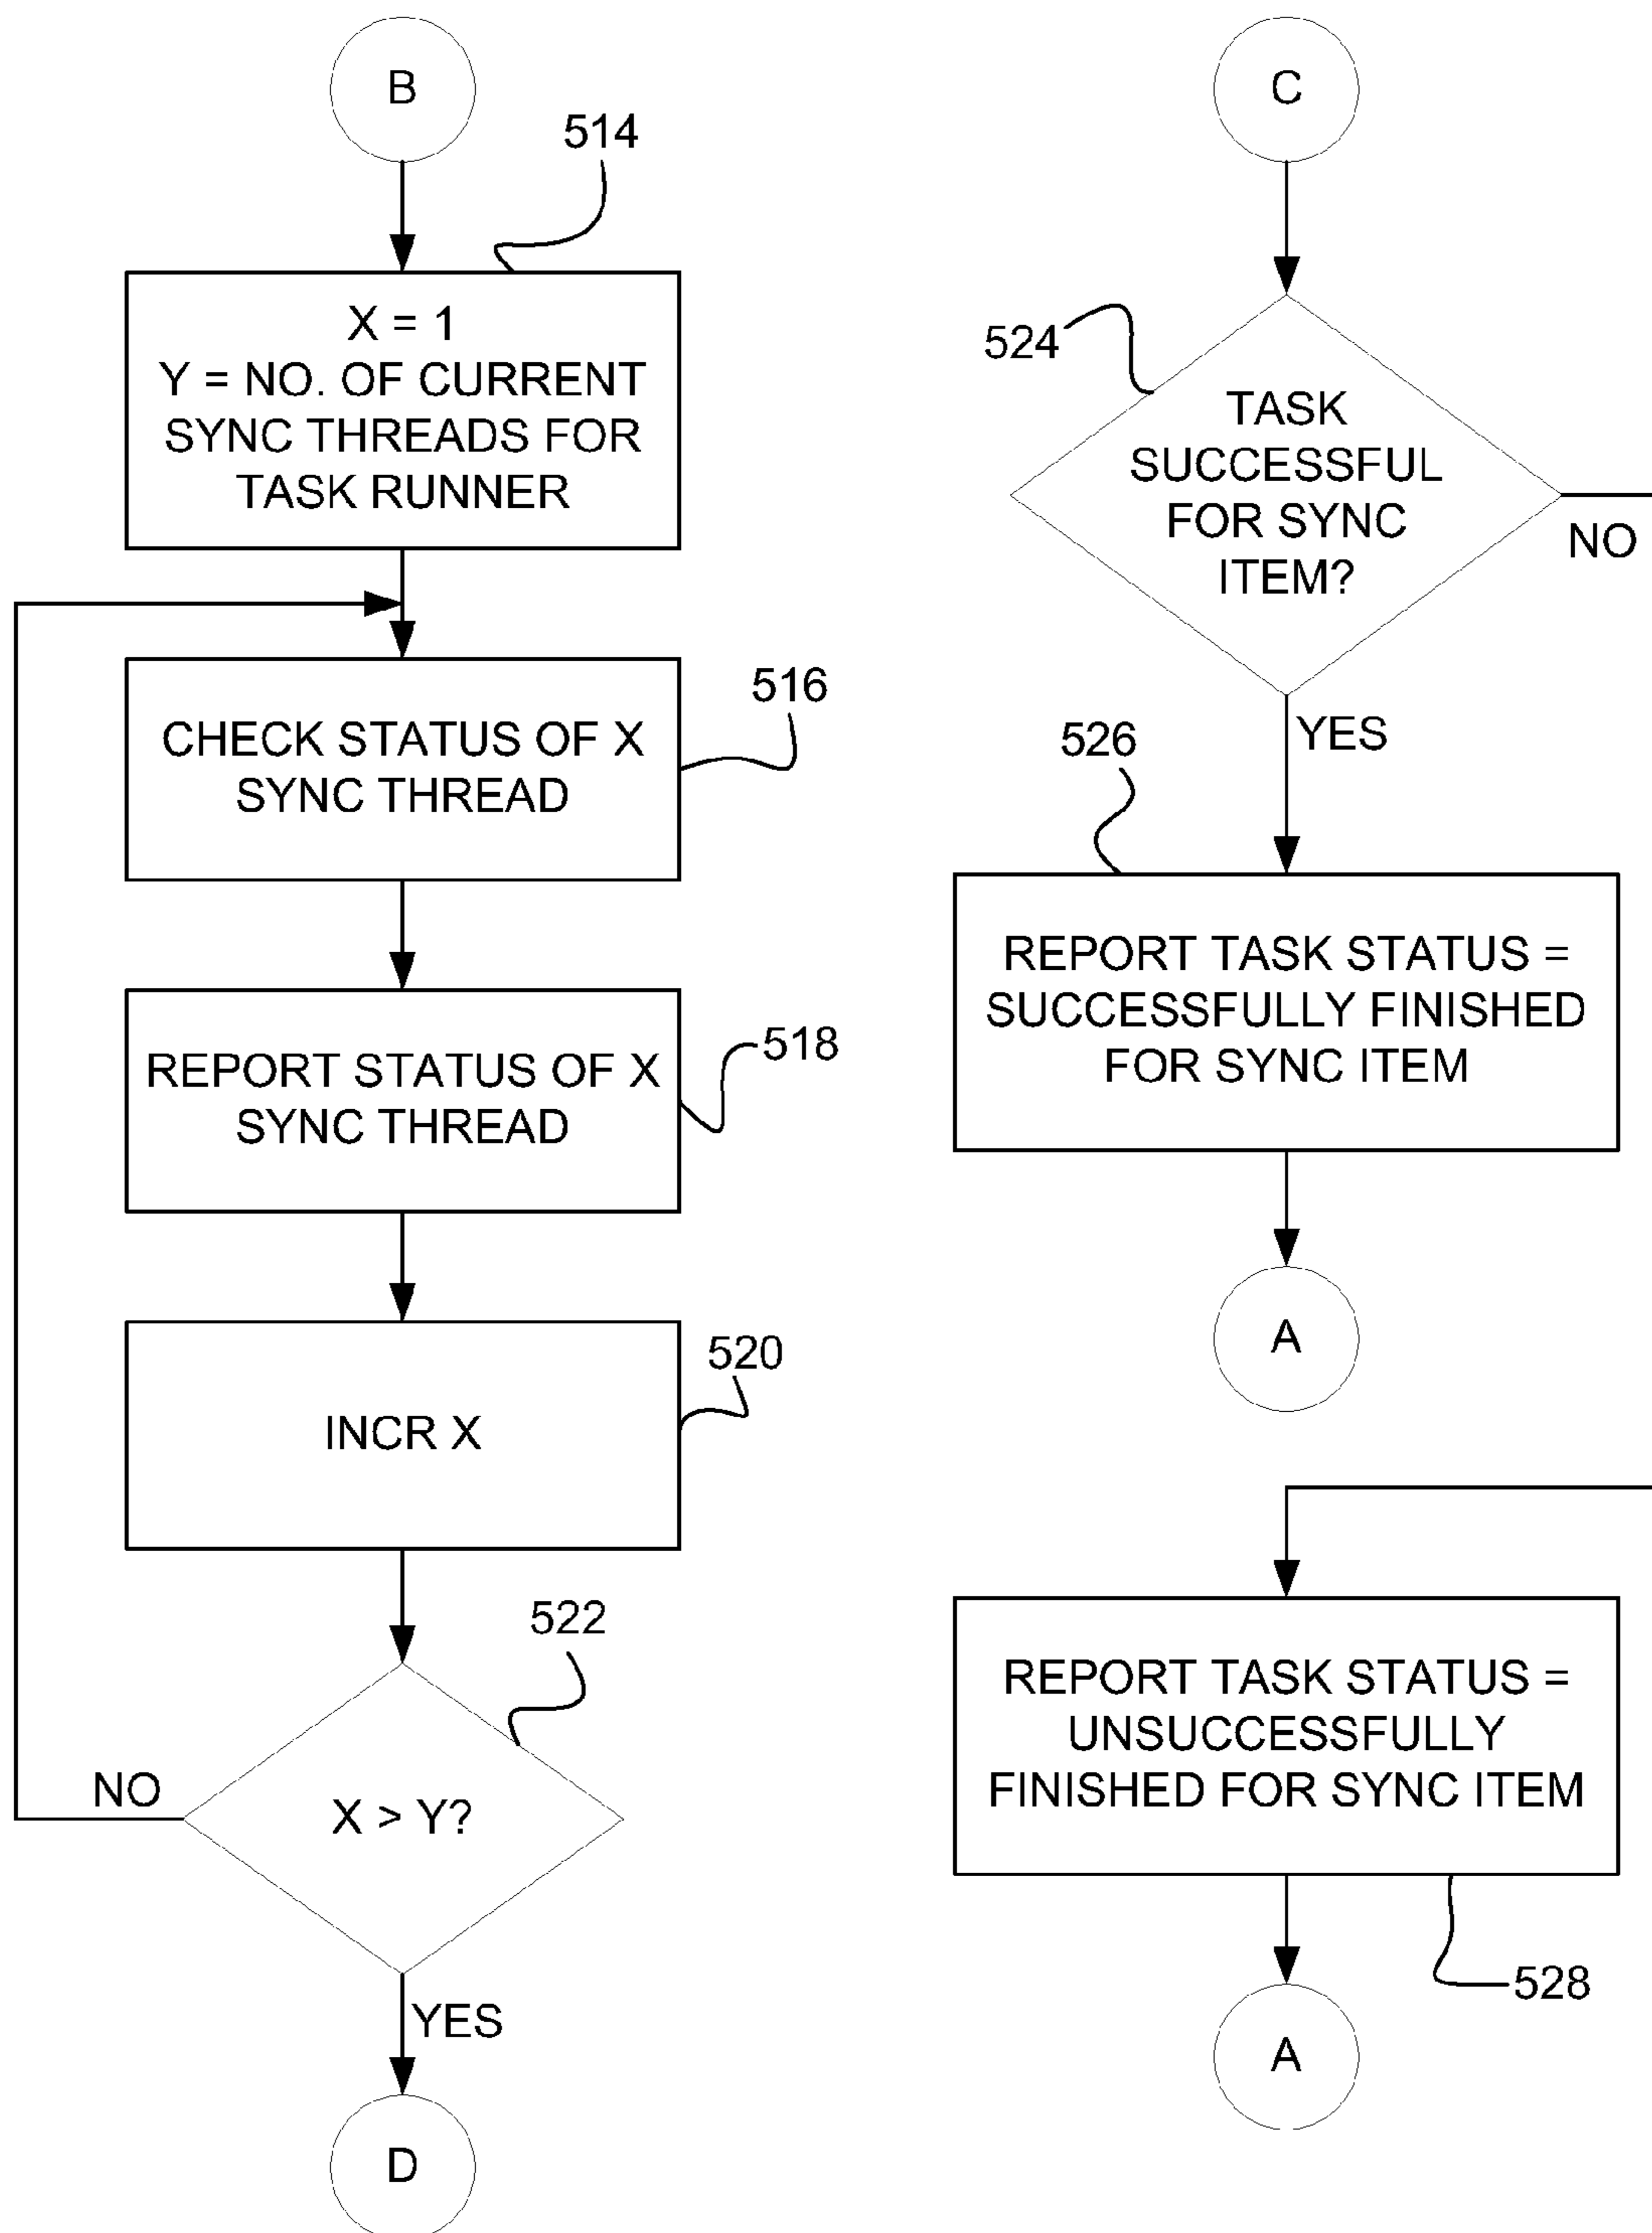 B
514
X = 1
Y = NO. OF CURRENT
SYNC THREADS FOR
TASK RUNNER
516
CHECK STATUS OF X
SYNC THREAD
518
REPORT STATUS OF X
SYNC THREAD
520
INCR X
522
X > Y?
NO
YES
D
C
524
TASK
SUCCESSFUL
FOR SYNC
ITEM?
NO
YES
526
REPORT TASK STATUS =
SUCCESSFULLY FINISHED
FOR SYNC ITEM
A
REPORT TASK STATUS =
UNSUCCESSFULLY
FINISHED FOR SYNC ITEM
528
A